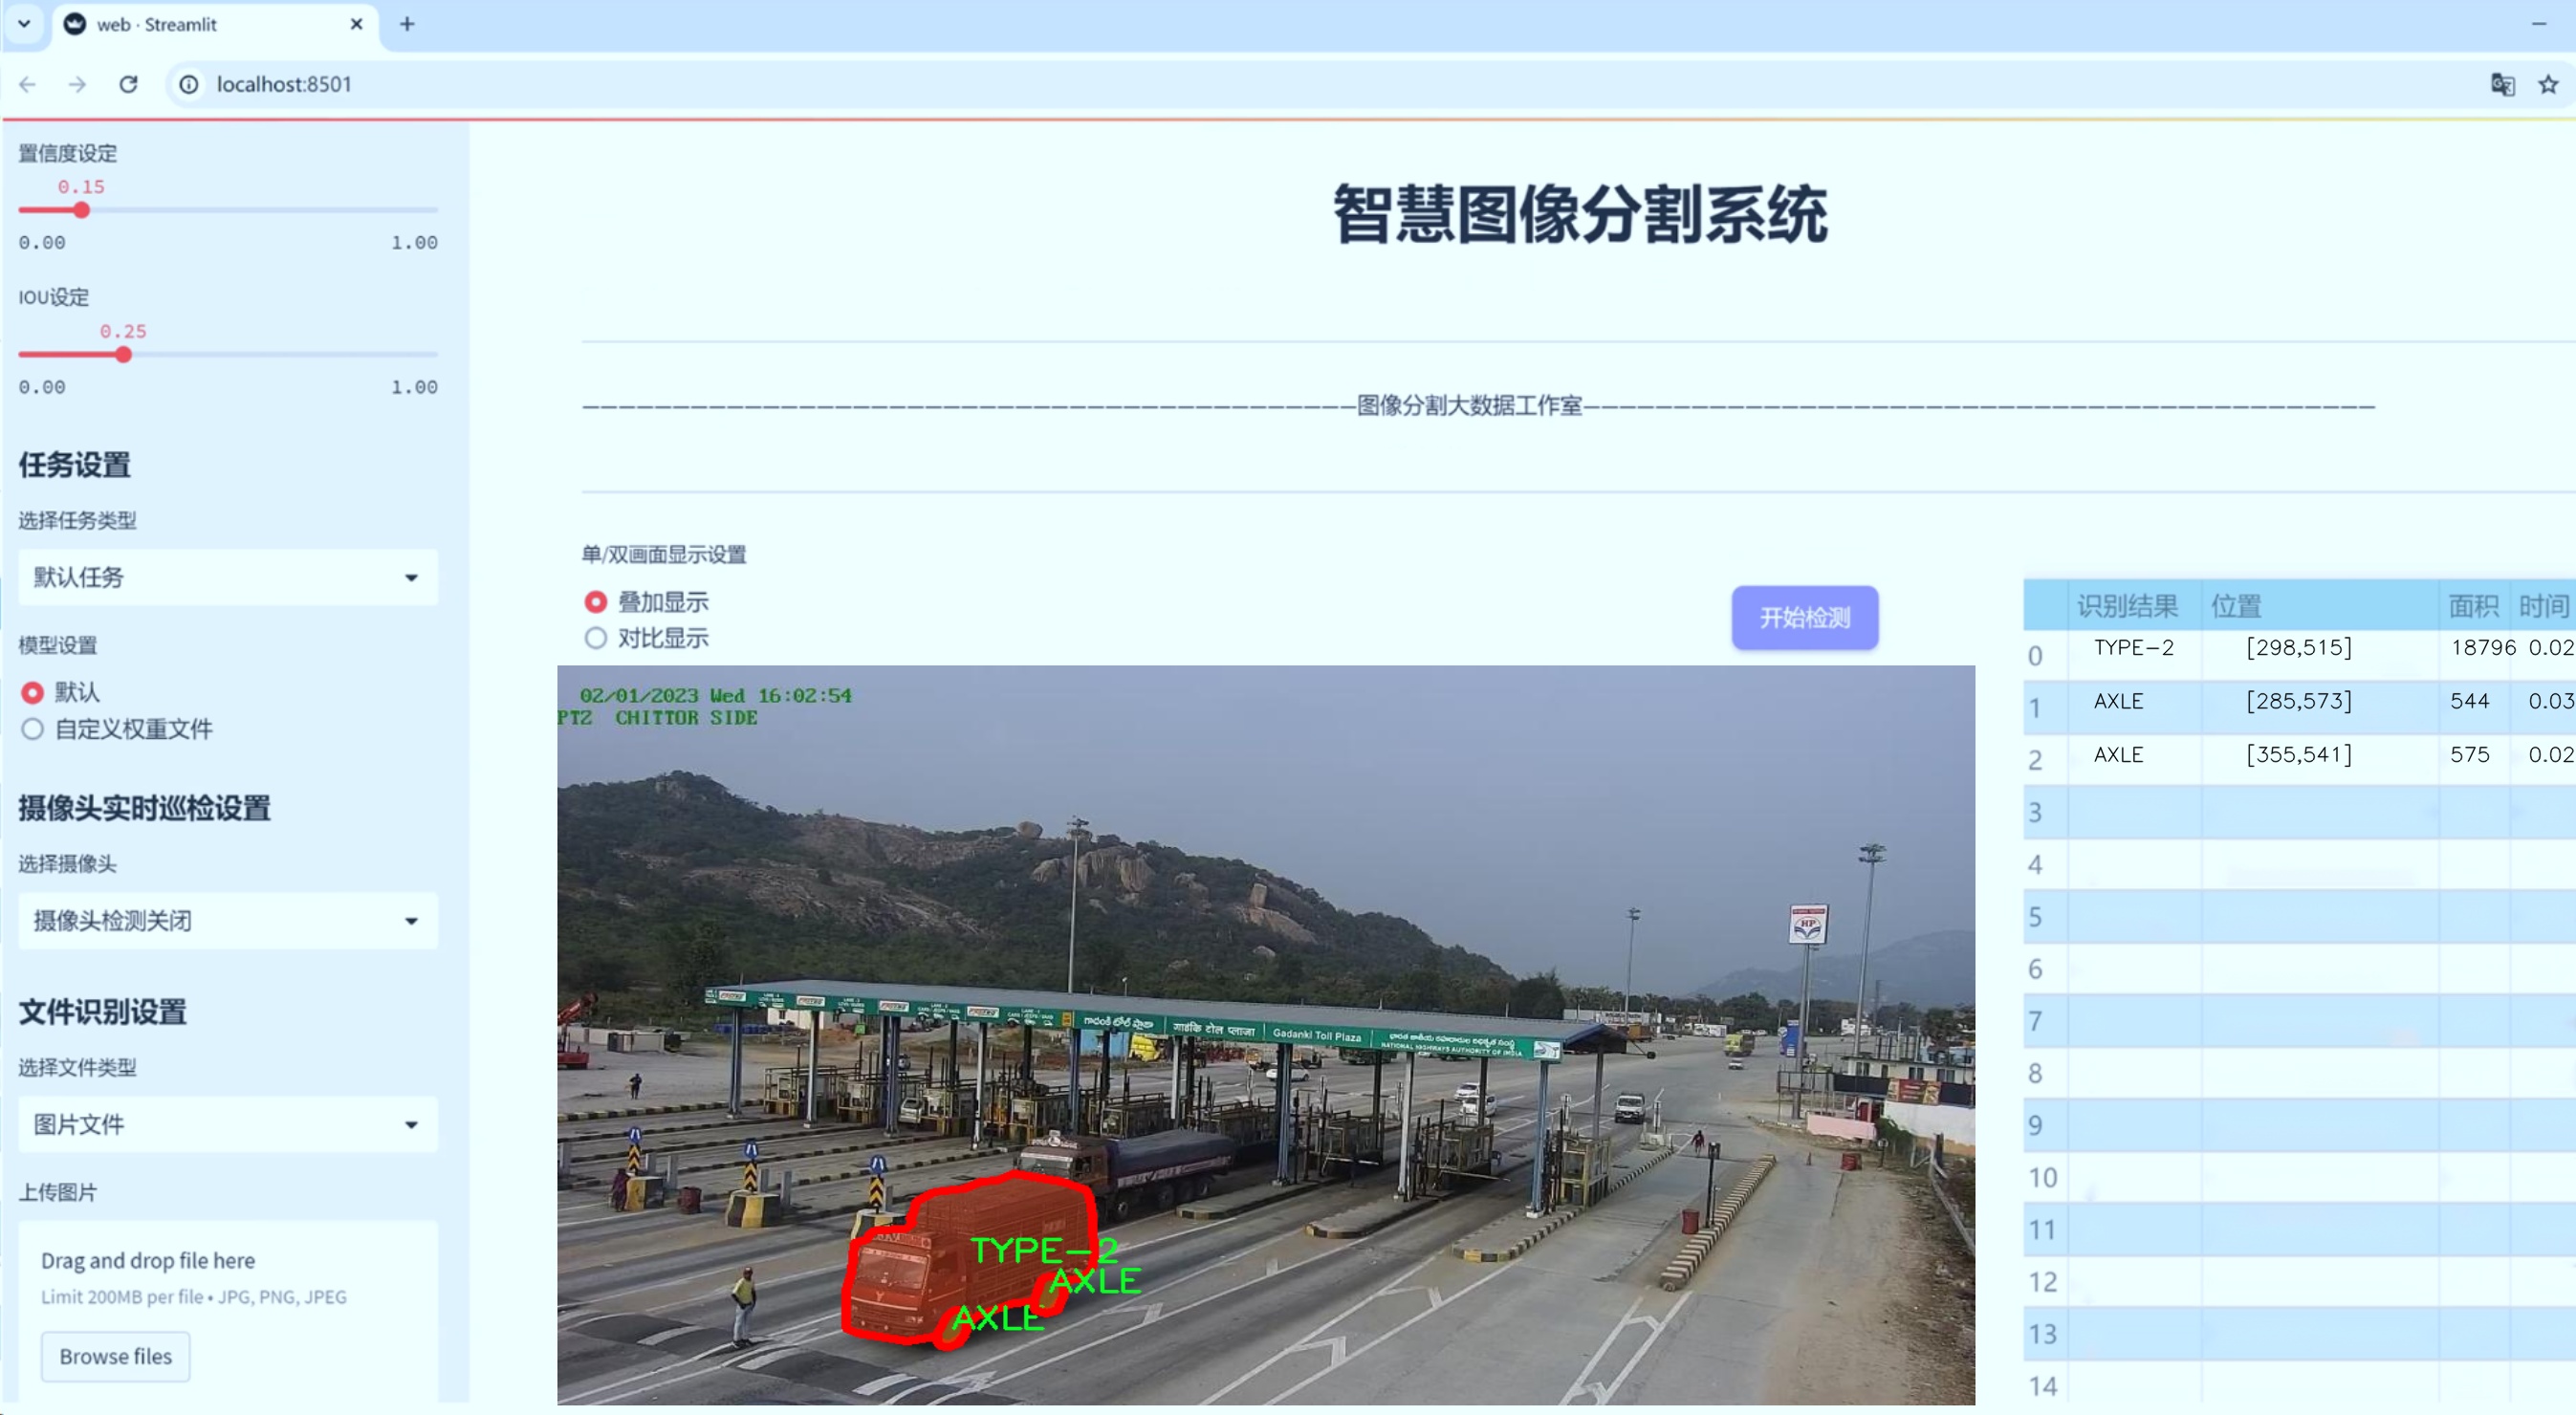 web · Streamlit
localhost:8501
置信度设定
0.15
0.00 1.00
IOU设定
0.25
0.00 1.00
任务设置
选择任务类型
默认任务
模型设置
默认
自定义权重文件
摄像头实时巡检设置
选择摄像头
摄像头检测关闭
文件识别设置
选择文件类型
图片文件
上传图片
Drag and drop file here
Limit 200MB per file • JPG, PNG, JPEG
Browse files
智慧图像分割系统
图像分割大数据工作室
单/双画面显示设置
叠加显示
对比显示
开始检测
02/01/2023 Wed 16:02:54
PTZ CHITTOR SIDE
గాదంకి టోల్ ప్లాజా
गादंकि टोल प्लाजा
Gadanki Toll Plaza
NATIONAL HIGHWAYS AUTHORITY OF INDIA
HP
TYPE-2
AXLE
AXLE
识别结果 位置 面积 时间
0 TYPE-2 [298,515] 18796 0.02
1 AXLE [285,573] 544 0.03
2 AXLE [355,541] 575 0.02
3
4
5
6
7
8
9
10
11
12
13
14